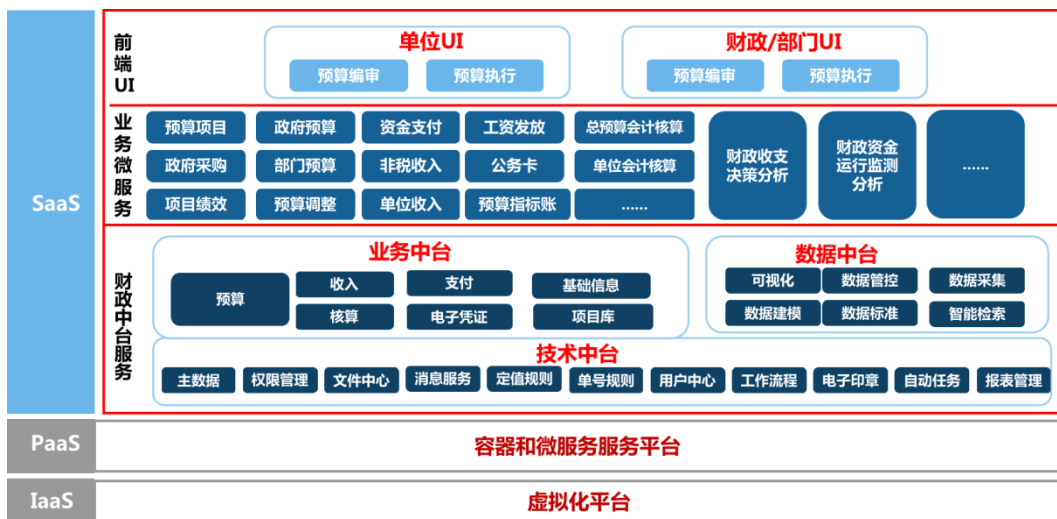 SaaS
前
端
UI
单位UI
预算编审
预算执行
财政/部门UI
预算编审
预算执行
业
务
微
服
务
预算项目
政府预算
资金支付
工资发放
总预算会计核算
政府采购
部门预算
非税收入
公务卡
单位会计核算
项目绩效
预算调整
单位收入
预算指标账
......
财政收支
决策分析
财政资金
运行监测
分析
......
财
政
中
台
服
务
业务中台
预算
收入
支付
基础信息
核算
电子凭证
项目库
数据中台
可视化
数据管控
数据采集
数据建模
数据标准
智能检索
技术中台
主数据
权限管理
文件中心
消息服务
定值规则
单号规则
用户中心
工作流程
电子印章
自动任务
报表管理
PaaS
容器和微服务服务平台
IaaS
虚拟化平台